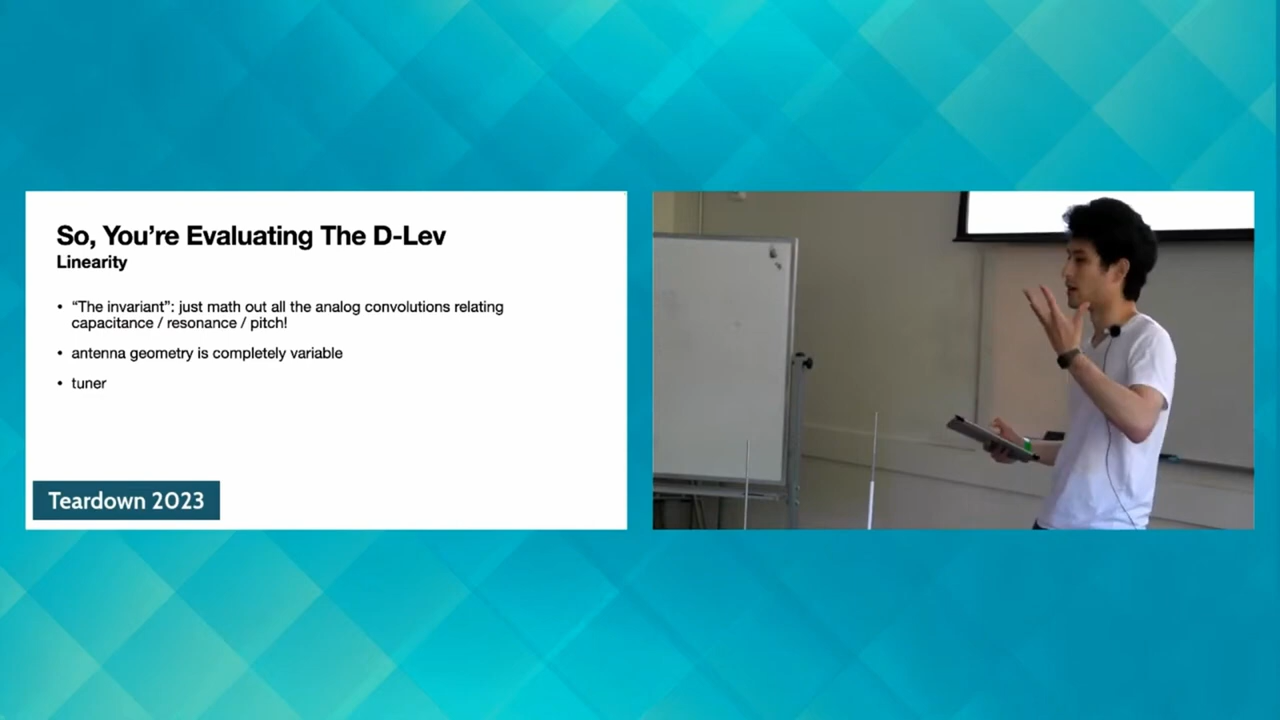 So, You’re Evaluating The D-Lev
Linearity
• “The invariant”: just math out all the analog convolutions relating
capacitance / resonance / pitch!
• antenna geometry is completely variable
• tuner
Teardown 2023